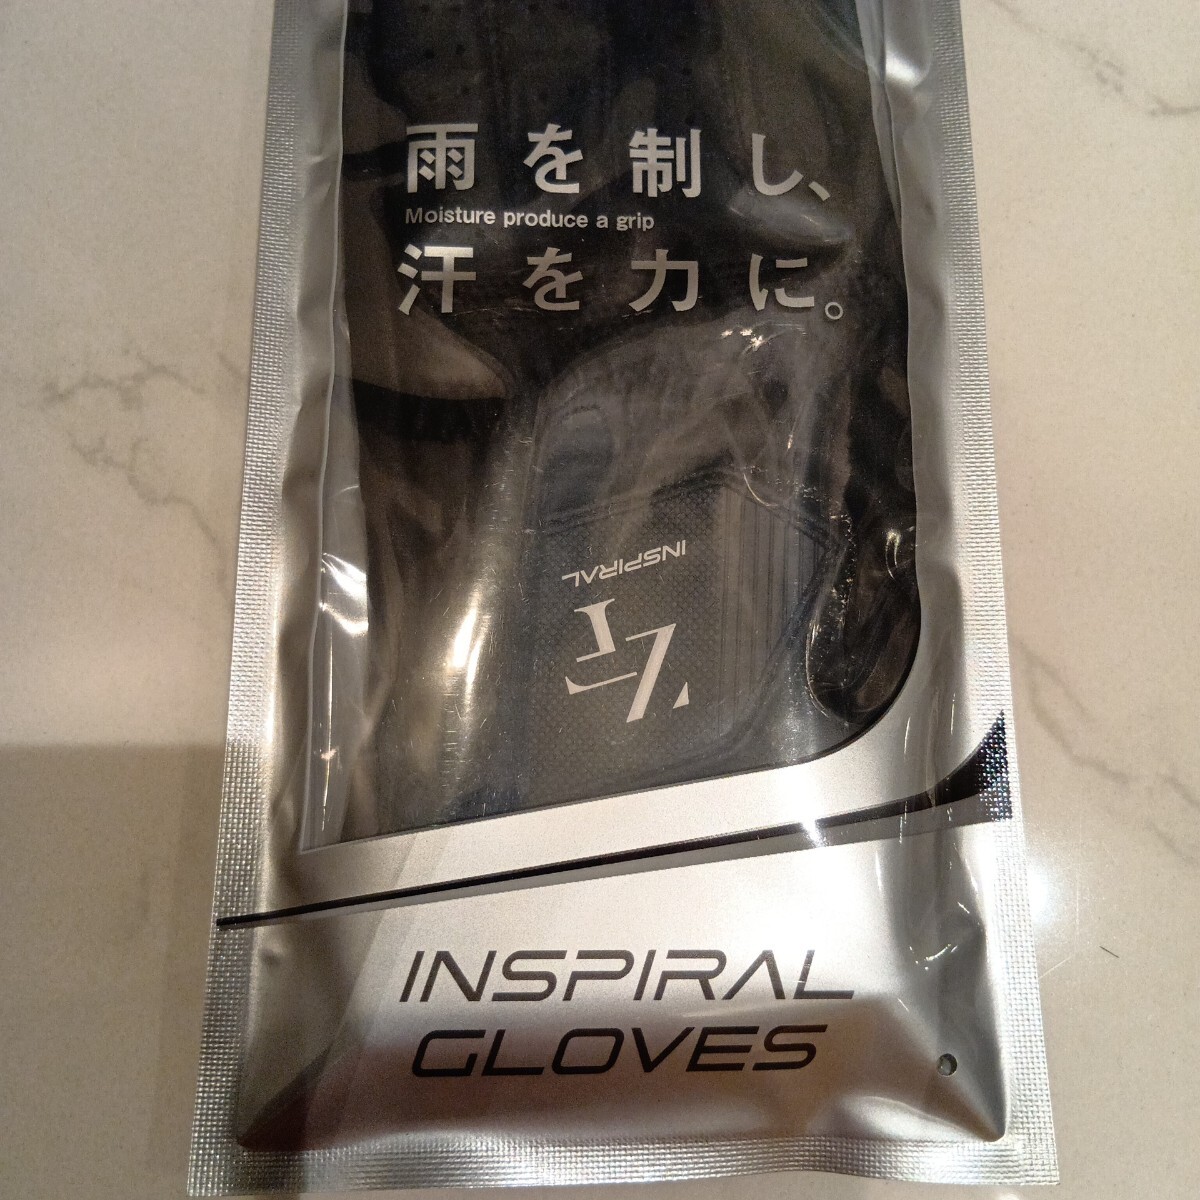 雨を制し、
Moisture produce a grip
汗を力に。
INSPIRAL
INSPIRAL
GLOVES